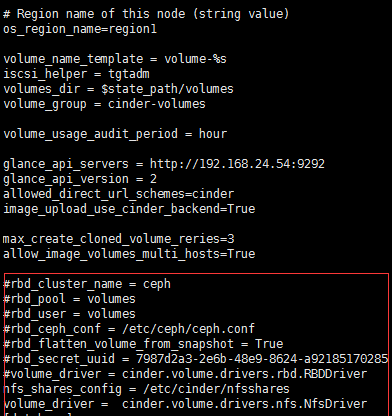 # Region name of this node (string value)
os_region_name=region1
volume_name_template = volume-%s
iscsi_helper = tgtadm
volumes_dir = $state_path/volumes
volume_group = cinder-volumes
volume_usage_audit_period = hour
glance_api_servers = http://192.168.24.54:9292
glance_api_version = 2
allowed_direct_url_schemes=cinder
image_upload_use_cinder_backend=True
max_create_cloned_volume_reries=3
allow_image_volumes_multi_hosts=True
#rbd_cluster_name = ceph
#rbd_pool = volumes
#rbd_user = volumes
#rbd_ceph_conf = /etc/ceph/ceph.conf
#rbd_flatten_volume_from_snapshot = True
#rbd_secret_uuid = 7987d2a3-2e6b-48e9-8624-a92185170285
#volume_driver = cinder.volume.drivers.rbd.RBDDriver
nfs_shares_config = /etc/cinder/nfsshares
volume_driver =  cinder.volume.drivers.nfs.NfsDriver